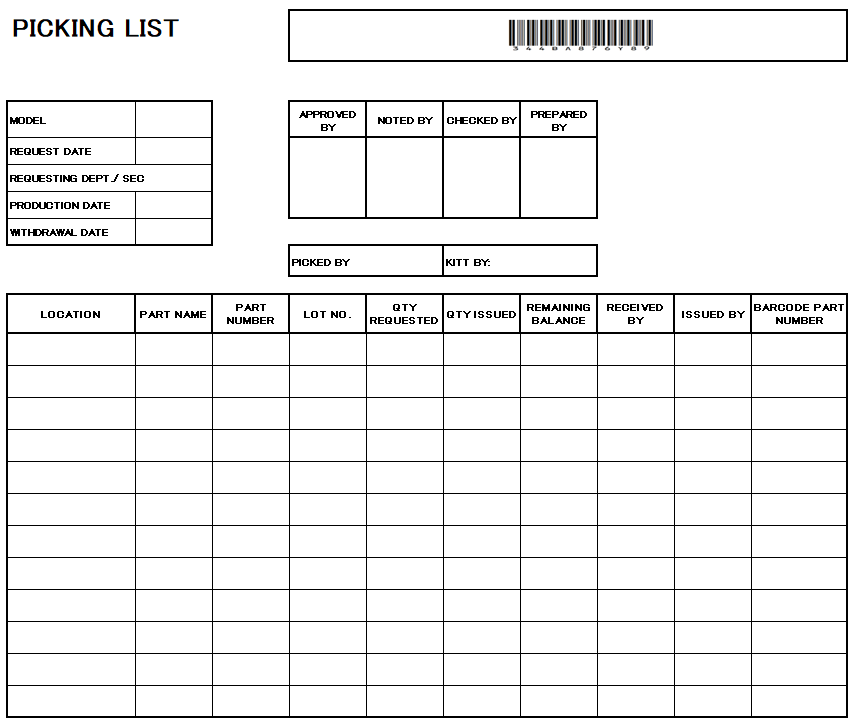 PICKING LIST
344BA876Y89
MODEL
REQUEST DATE
REQUESTING DEPT./ SEC
PRODUCTION DATE
WITHDRAWAL DATE
APPROVED
BY
NOTED BY
CHECKED BY
PREPARED
BY
PICKED BY
KITT BY:
LOCATION
PART NAME
PART
NUMBER
LOT NO.
QTY
REQUESTED
QTY ISSUED
REMAINING
BALANCE
RECEIVED
BY
ISSUED BY
BARCODE PART
NUMBER